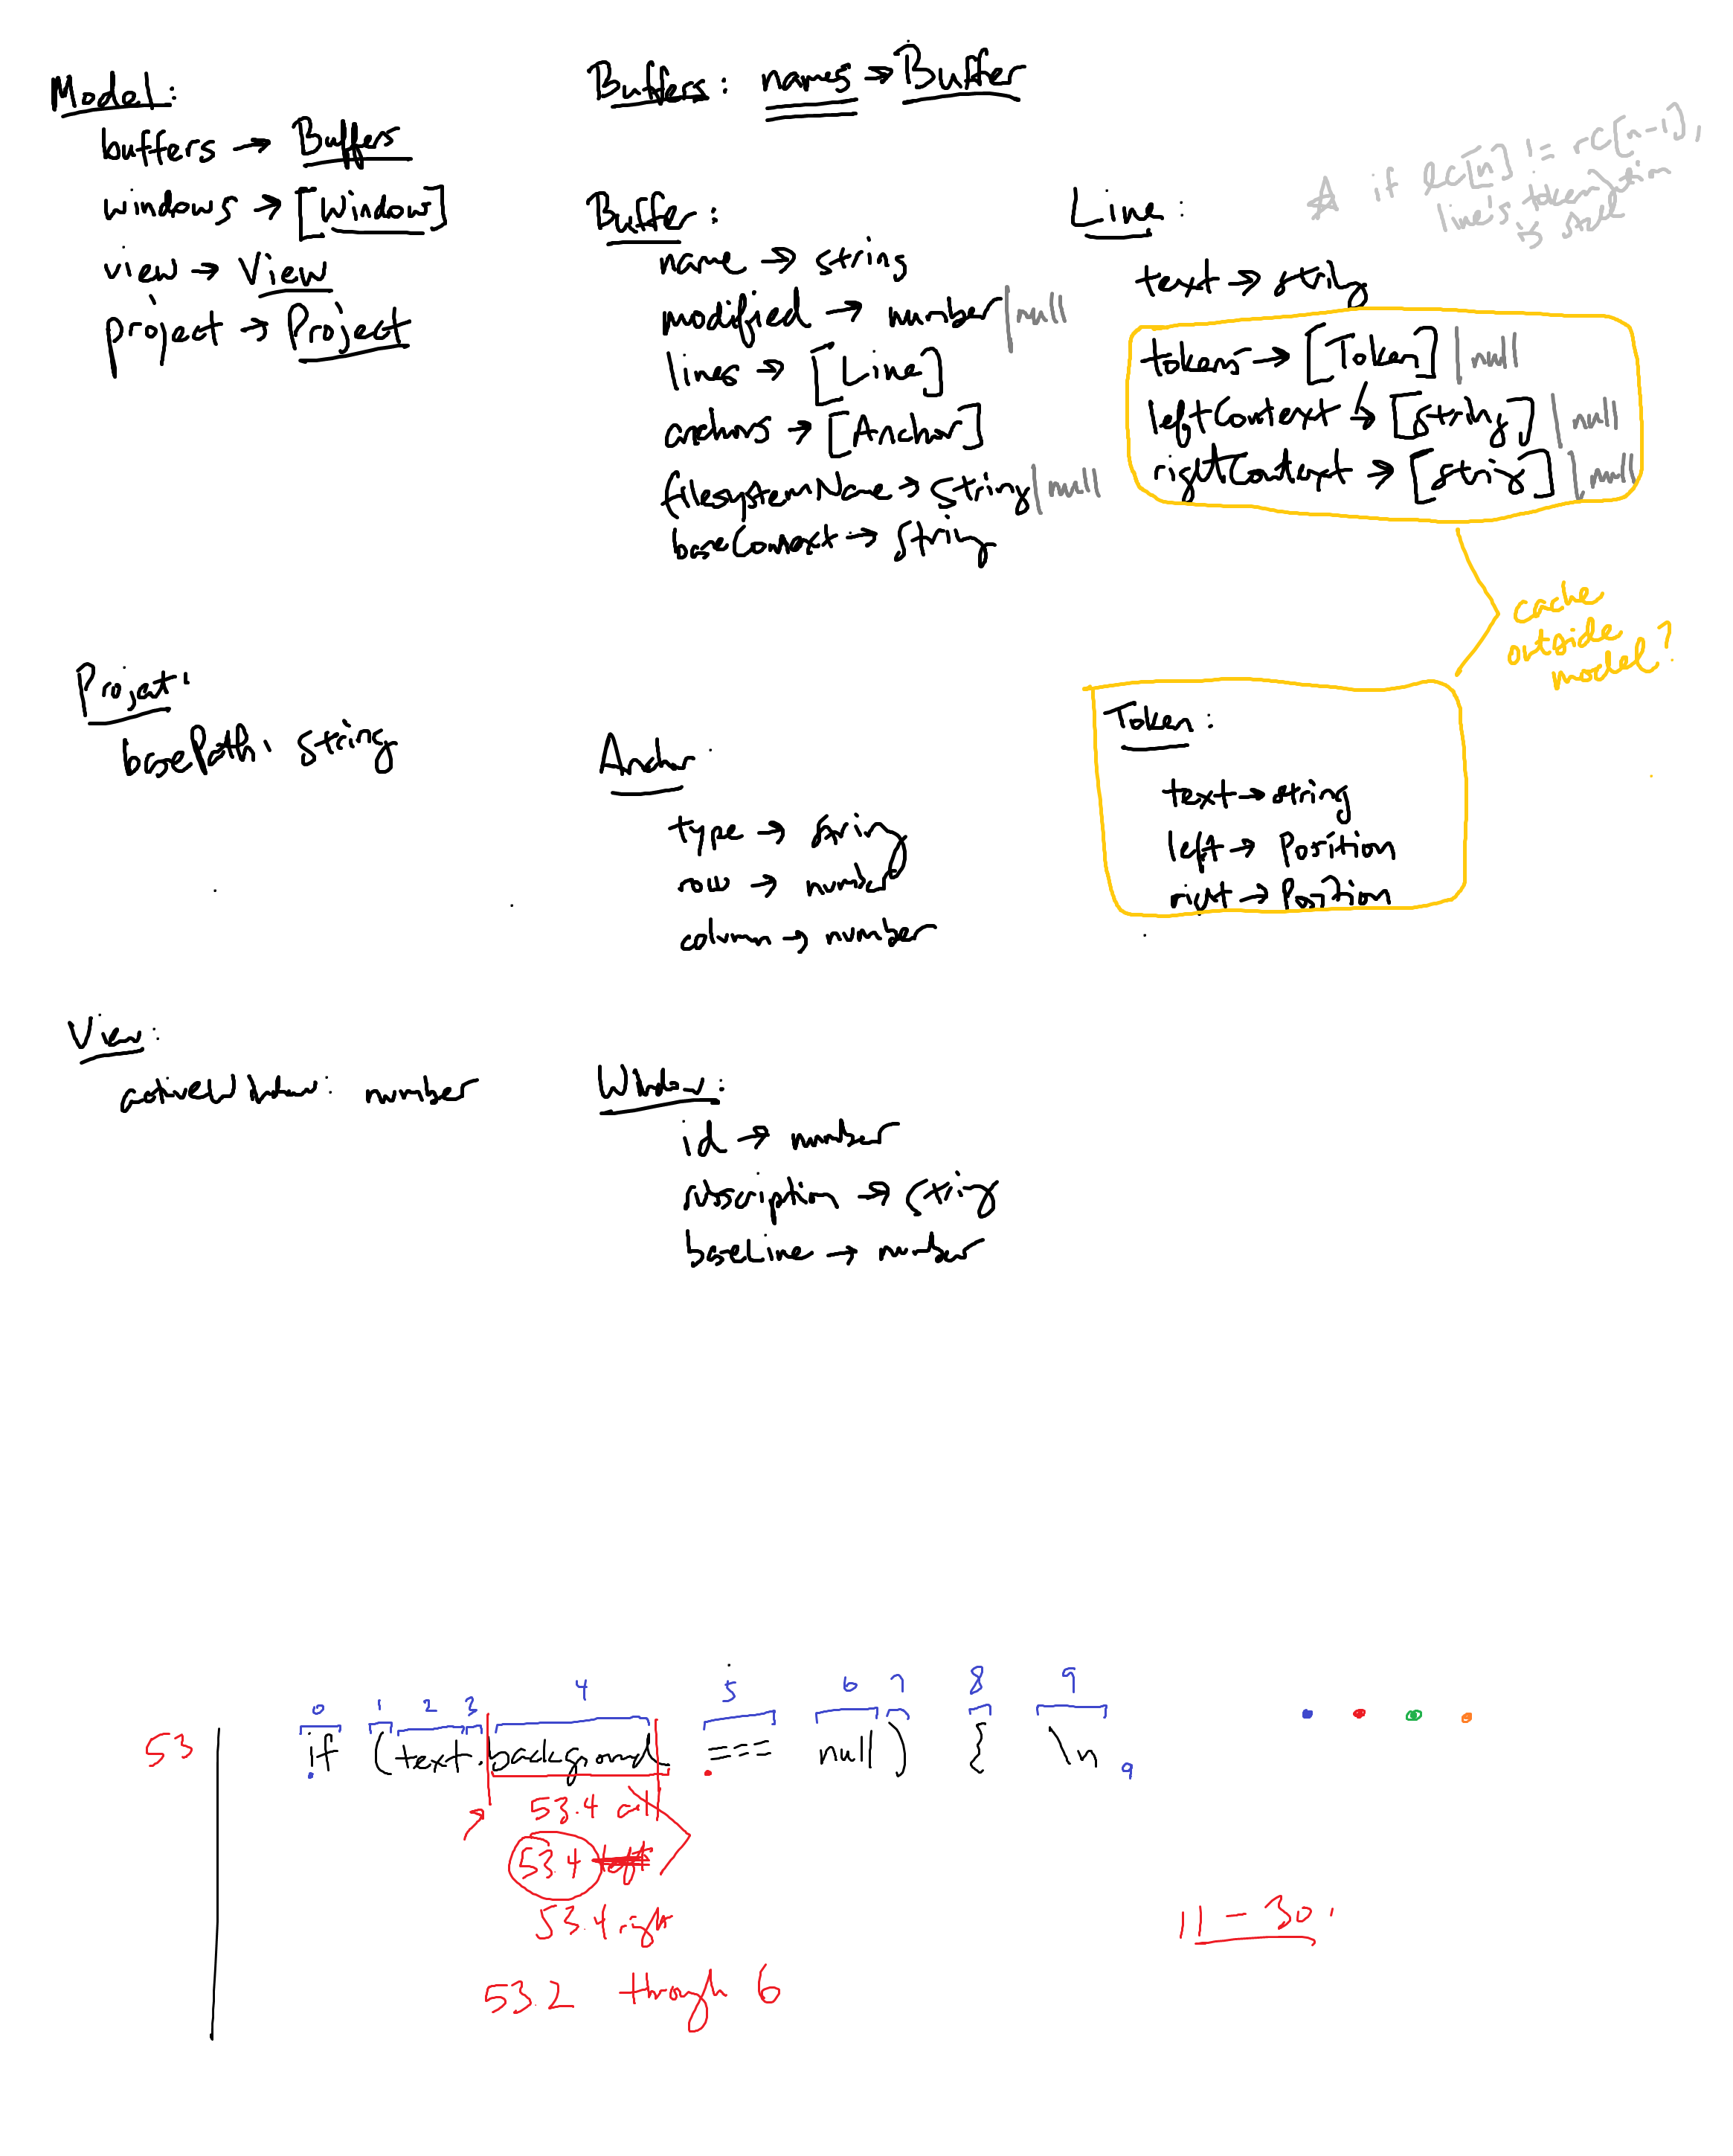 Model:
buffers → Buffers
windows → [Window]
view → View
project → Project
Buffers: names → Buffer
Buffer:
name → string
modified → number | null
lines → [Line]
anchors → [Anchor]
filesystemName → string | null
baseContext → string
Line:
☆ if lc[n] != rc[n-1],
line's tokenization
is stale
text → string
tokens → [Token] | null
leftContext → [string] | null
rightContext → [string] | null
cache
outside
model?
Project:
basePath: string
Anchor:
type → string
row → number
column → number
Token:
text → string
left → Position
right → Position
View:
activeWindow: number
Window:
id → number
subscription → string
baseLine → number
0 1 2 3 4 5 6 7 8 9
53
if (text.background === null) { \n 9
53.4 all
53.4 left
53.4 right
53.2 through 6
11 - 30